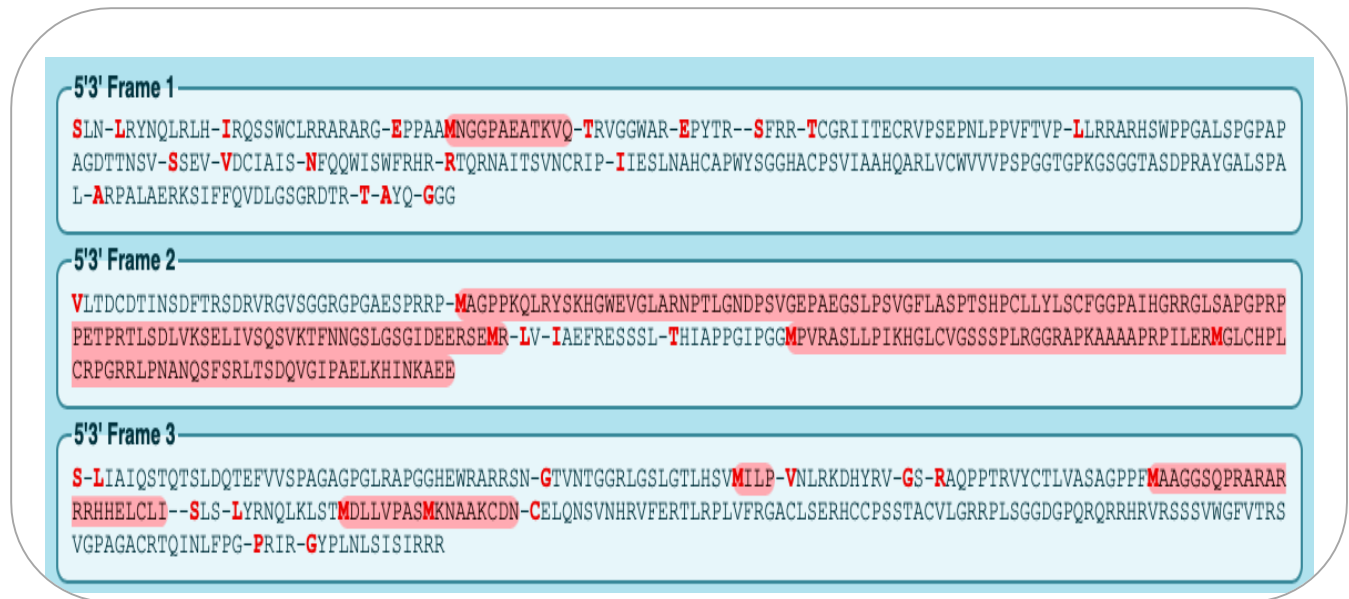 5'3' Frame 1
SLN-LRYNQLRLH-IRQSSWCLRRARARG-EPPAAMNGGPAEATKVQ-TRVGGWAR-EPYTR--SFRR-TCGRIITECRVPSEPNLPPVFTVP-LLRRARHSWPPGALSPGPAP
AGDTTNSV-SSEV-VDCIAIS-NFQQWISWFRHR-RTQRNAITSVNCRIP-IIESLNAHCAPWYSGGHACPSVIAAHQARLVCWVVVPSPGGTGPKGSGGTASDPRAYGALSPA
L-ARPALAERKSIFFQVDLGSGRDTR-T-AYQ-GGG
5'3' Frame 2
VLTDCDTINSDFTRSDRVRGVSGGRGPGAESPRRP-MAGPPKQLRYSKHGWEVGLARNPTLGNDPSVGEPAEGSLPSVGFLASPTSHPCLLYLSCFGGPAIHGRRGLSAPGPRP
PETPRTLSDLVKSELIVSQSVKTFNNGSLGSGIDEERSEMR-LV-IAEFRESSSL-THIAPPGIPGGMPVRASLLPIKHGLCVGSSSPLRGGRAPKAAAAPRPILERMGLCHPL
CRPGRRLPNANQSFSRLTSDQVGIPAELKHINKAEE
5'3' Frame 3
S-LIAIQSTQTSLDQTEFVVSPAGAGPGLRAPGGHEWRARRSN-GTVNTGGRLGSLGTLHSVMILP-VNLRKDHYRV-GS-RAQPPTRVYCTLVASAGPPFMAAGGSQPRARAR
RRHHELCLI--SLS-LYRNQLKLSTMDLLVPASMKNAAKCDN-CELQNSVNHRVFERTLRPLVFRGACLSERHCCPSSTACVLGRRPLSGGDGPQRQRRHRVRSSSVWGFVTRS
VGPAGACRTQINLFPG-PRIR-GYPLNLSISIRRR